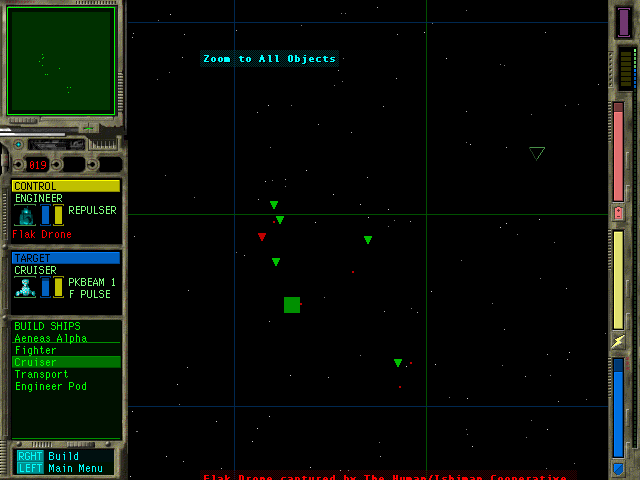 Zoom to All Objects
019
CONTROL
ENGINEER
REPULSER
Flak Drone
TARGET
CRUISER
PKBEAM 1
F PULSE
BUILD SHIPS
Aeneas Alpha
Fighter
Cruiser
Transport
Engineer Pod
RGHT Build
LEFT Main Menu
Flak Drone captured by The Human/Ishiman Cooperative